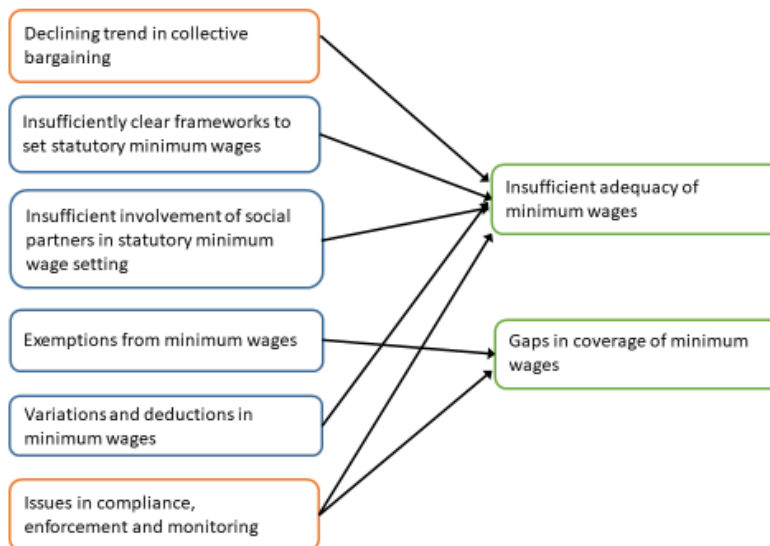 Declining trend in collective
bargaining
Insufficiently clear frameworks to
set statutory minimum wages
Insufficient involvement of social
partners in statutory minimum
wage setting
Exemptions from minimum wages
Variations and deductions in
minimum wages
Issues in compliance,
enforcement and monitoring
Insufficient adequacy of
minimum wages
Gaps in coverage of minimum
wages